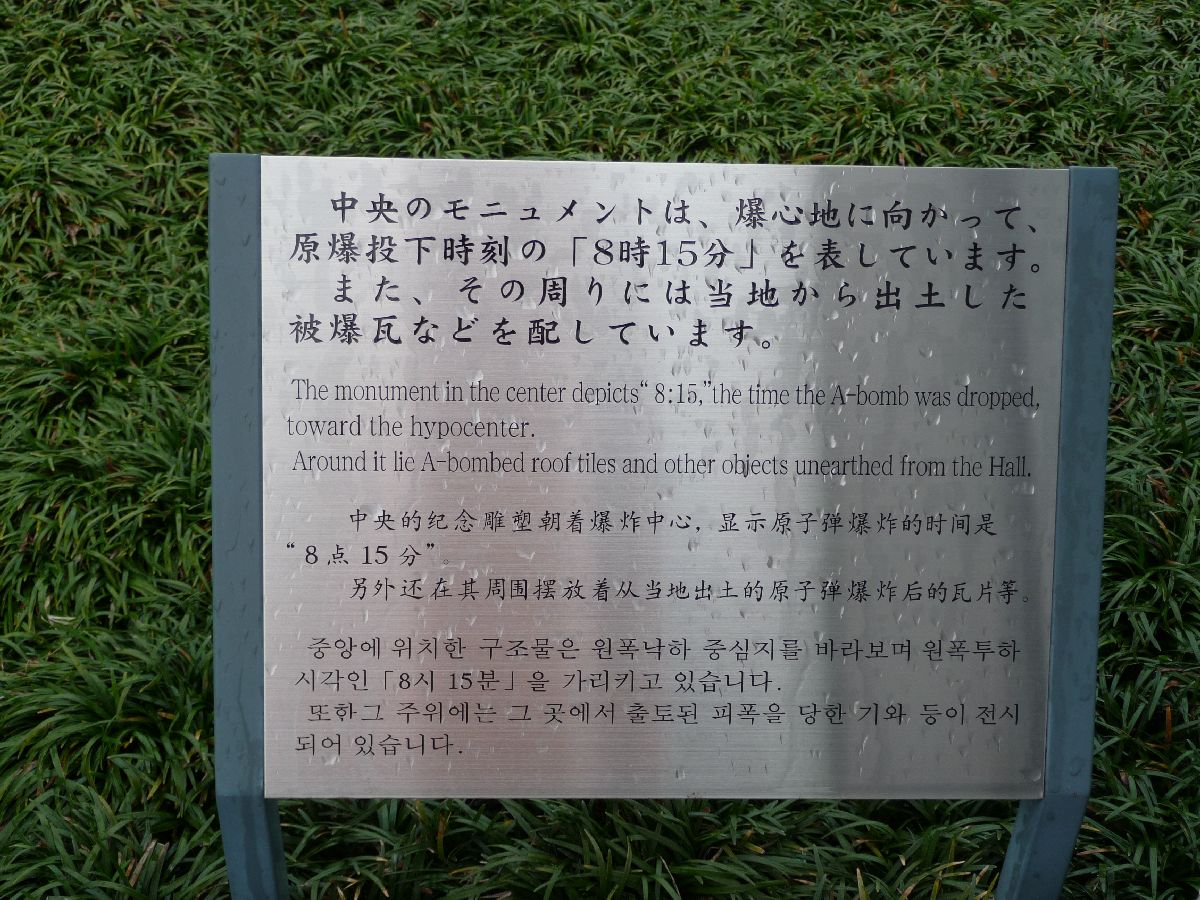 中央のモニュメントは、爆心地に向かって、
原爆投下時刻の「8時15分」を表しています。
また、その周りには当地から出土した
被爆瓦などを配しています。
The monument in the center depicts“ 8:15,”the time the A-bomb was dropped,
toward the hypocenter.
Around it lie A-bombed roof tiles and other objects unearthed from the Hall.
中央的纪念雕塑朝着爆炸中心，显示原子弹爆炸的时间是
“8点 15 分”。
另外还在其周围摆放着从当地出土的原子弹爆炸后的瓦片等。
중앙에 위치한 구조물은 원폭낙하 중심지를 바라보며 원폭투하
시각인「8시 15분」을 가리키고 있습니다.
또한그 주위에는 그 곳에서 출토된 피폭을 당한 기와 등이 전시
되어 있습니다.